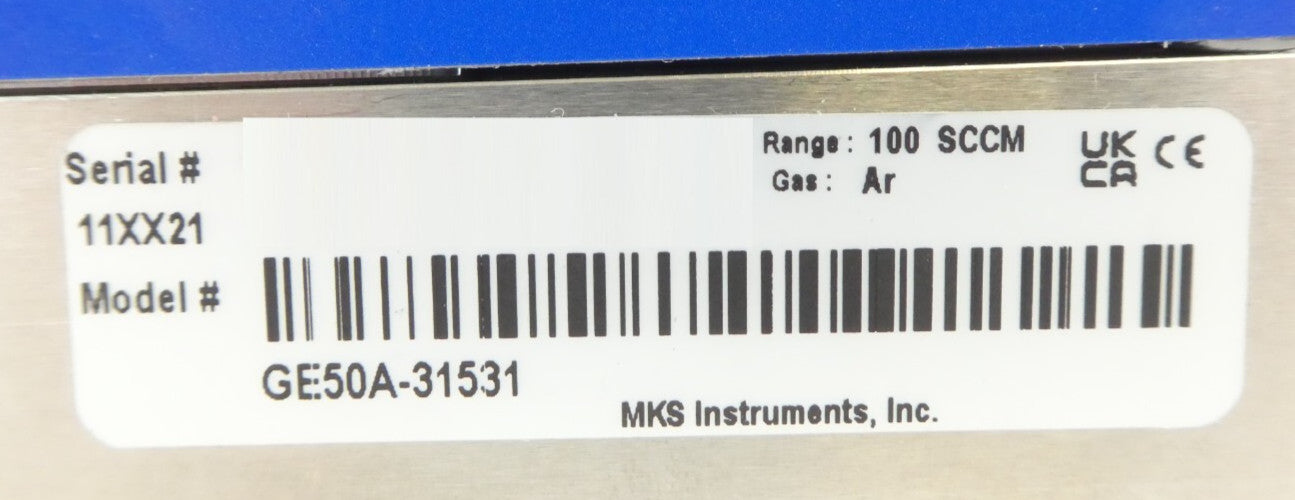 Serial #
Range : 100 SCCM
Gas : Ar
UK
CA
CE
11XX21
Model #
GE50A-31531
MKS Instruments, Inc.